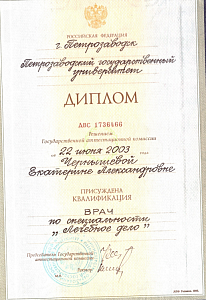 РОССИЙСКАЯ ФЕДЕРАЦИЯ
г. Петрозаводск
Петрозаводский государственный
университет
ДИПЛОМ
ДВС 1736466
Решением
Государственной аттестационной комиссии
от 22 июня 2003 года
Чернышевой
Екатерине Александровне
ПРИСУЖДЕНА
КВАЛИФИКАЦИЯ
ВРАЧ
по специальности
„Лечебное дело"
Председатель Государственной
аттестационной комиссии
Ректор